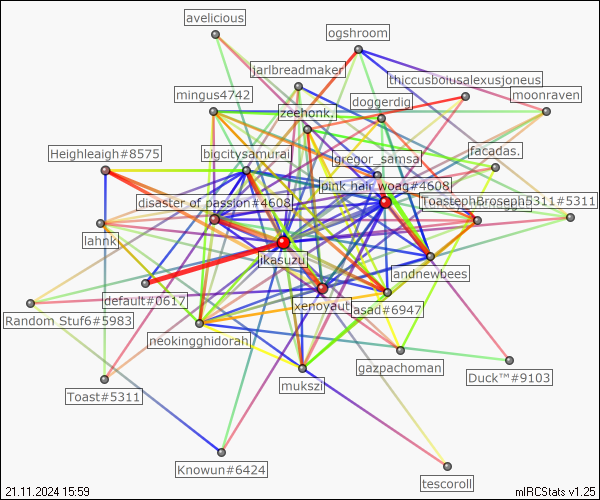 avelicious
ogshroom
jarlbreadmaker
thiccusbolusalexusjoneus
mingus4742
doggerdig
moonraven
zeehonk.
Heighleaigh#8575
bigcitysamurai
gregor_samsa
facadas.
pink hair woag#4608
disaster of passion#4608
ToastephBroseph5311#5311
lahnk
ikasuzu
andnewbees
default#0617
xenoyaut
asad#6947
Random Stuf6#5983
neokingghidorah
gazpachoman
mukszi
Duck™#9103
Toast#5311
Knowun#6424
tescoroll
21.11.2024 15:59
mIRCStats v1.25